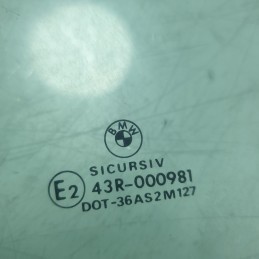 BMW
SICURSIV
E2 43R-000981
DOT-36AS2M127